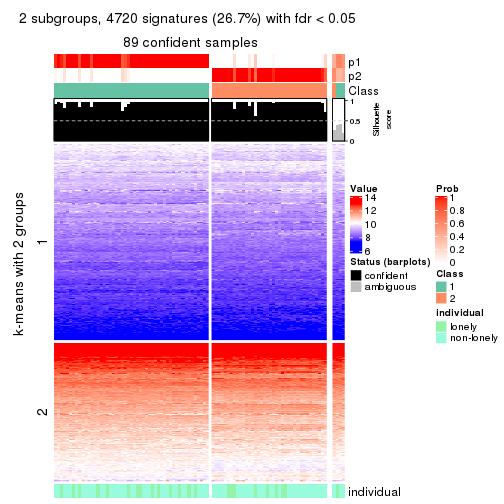 2 subgroups, 4720 signatures (26.7%) with fdr < 0.05
89 confident samples
p1
p2
Class
1
0.5
0
Silhouette
score
k-means with 2 groups
1
2
individual
Value
14
12
10
8
6
Status (barplots)
confident
ambiguous
Prob
1
0.8
0.6
0.4
0.2
0
Class
1
2
individual
lonely
non-lonely